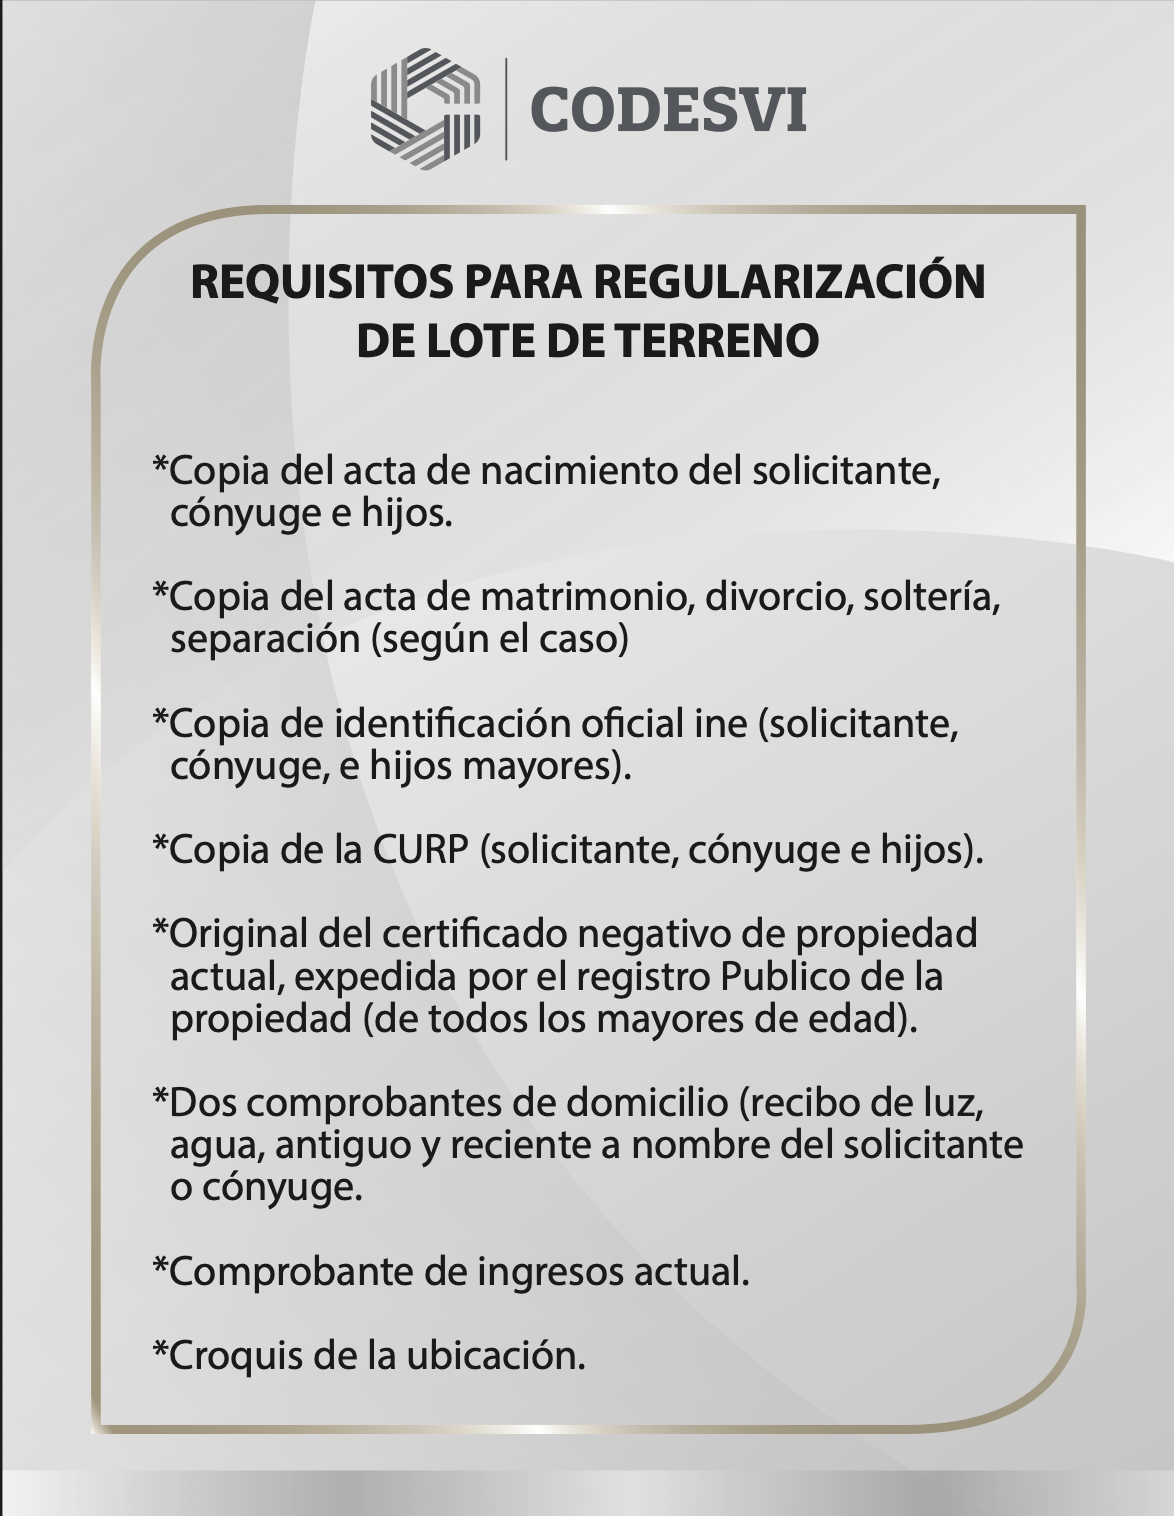 CODESVI
REQUISITOS PARA REGULARIZACIÓN
DE LOTE DE TERRENO
*Copia del acta de nacimiento del solicitante,
cónyuge e hijos.
*Copia del acta de matrimonio, divorcio, soltería,
separación (según el caso)
*Copia de identificación oficial ine (solicitante,
cónyuge, e hijos mayores).
*Copia de la CURP (solicitante, cónyuge e hijos).
*Original del certificado negativo de propiedad
actual, expedida por el registro Publico de la
propiedad (de todos los mayores de edad).
*Dos comprobantes de domicilio (recibo de luz,
agua, antiguo y reciente a nombre del solicitante
o cónyuge.
*Comprobante de ingresos actual.
*Croquis de la ubicación.